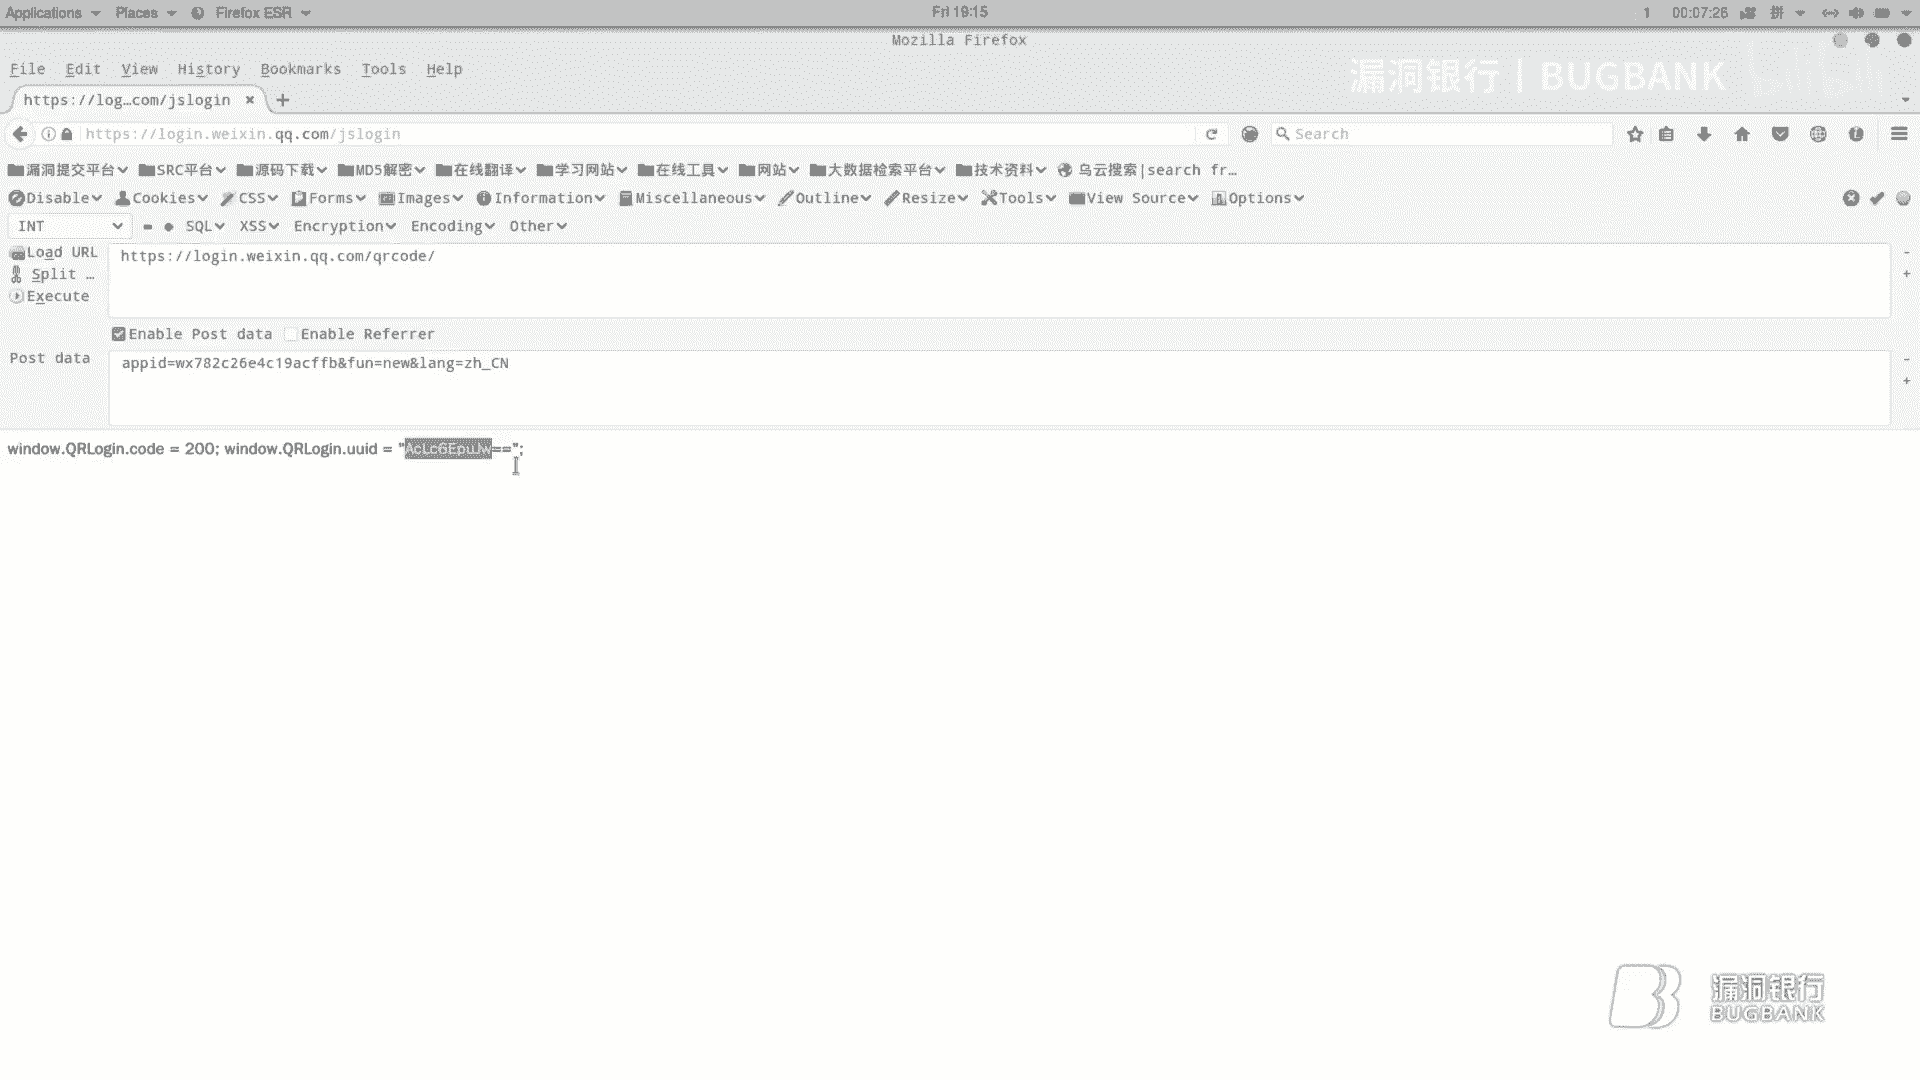 Applications Places Firefox ESR Fri 19:15 1 00:07:26 拼
Mozilla Firefox
File Edit View History Bookmarks Tools Help
漏洞银行 | BUGBANK
https://log…com/jslogin
https://login.weixin.qq.com/jslogin Search
漏洞提交平台 SRC平台 源码下载 MD5解密 在线翻译 学习网站 在线工具 网站 大数据检索平台 技术资料 乌云搜索|search fr…
Disable Cookies CSS Forms Images Information Miscellaneous Outline Resize Tools View Source Options
INT SQL XSS Encryption Encoding Other
Load URL https://login.weixin.qq.com/qrcode/
Split …
Execute
Enable Post data Enable Referrer
Post data appid=wx782c26e4c19acffb&fun=new&lang=zh_CN
window.QRLogin.code = 200; window.QRLogin.uuid = "
漏洞银行
BUGBANK